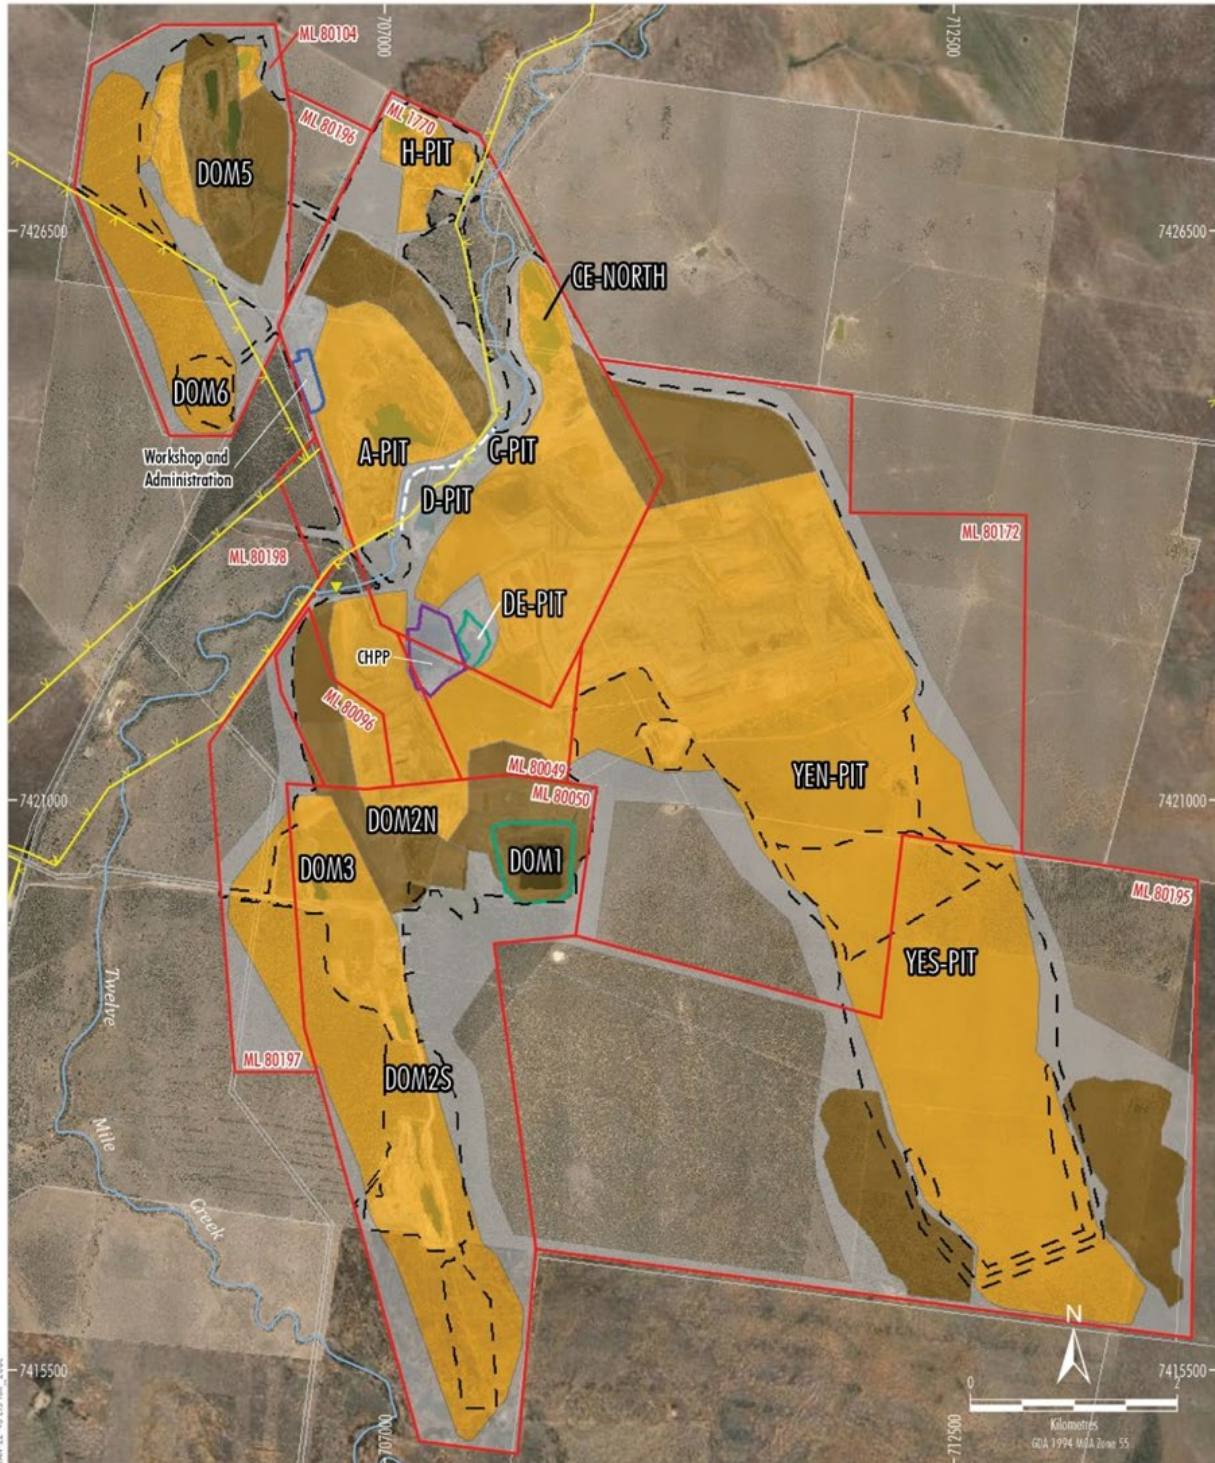 707000
712500
ML 80104
ML 80196
ML 1770
H-PIT
DOM5
7426500
7426500
CE-NORTH
DOM6
Workshop and
Administration
A-PIT
C-PIT
D-PIT
ML 80172
ML 80198
DE-PIT
CHPP
ML 80096
ML 80049
ML 80050
YEN-PIT
7421000
7421000
DOM2N
DOM3
DOM1
ML 80195
YES-PIT
Twelve
ML 80197
DOM2S
Mile
Creek
N
7415500
7415500
0
2
Kilometres
GDA 1994 MGA Zone 55
707000
712500